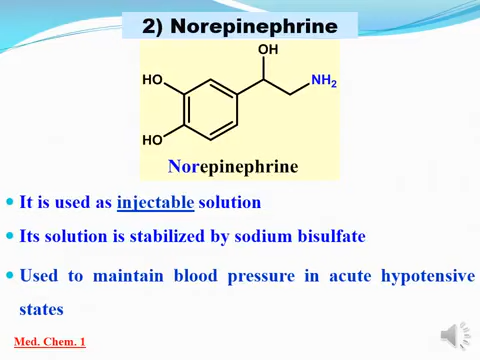 2) Norepinephrine
OH
HO
NH2
HO
Norepinephrine
It is used as injectable solution
Its solution is stabilized by sodium bisulfate
Used to maintain blood pressure in acute hypotensive
states
Med. Chem. 1